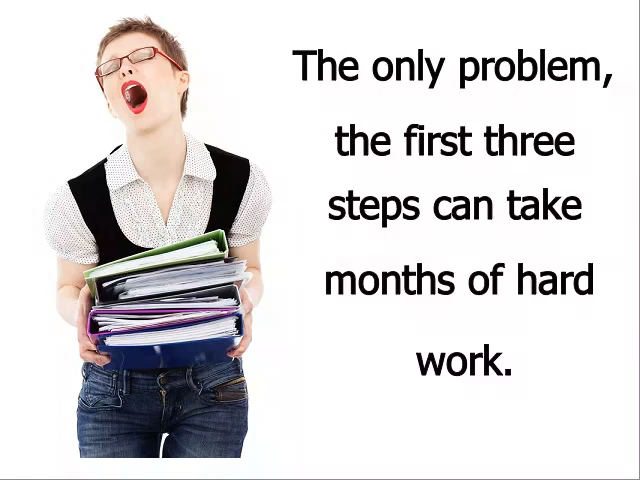 The only problem,
the first three
steps can take
months of hard
work.